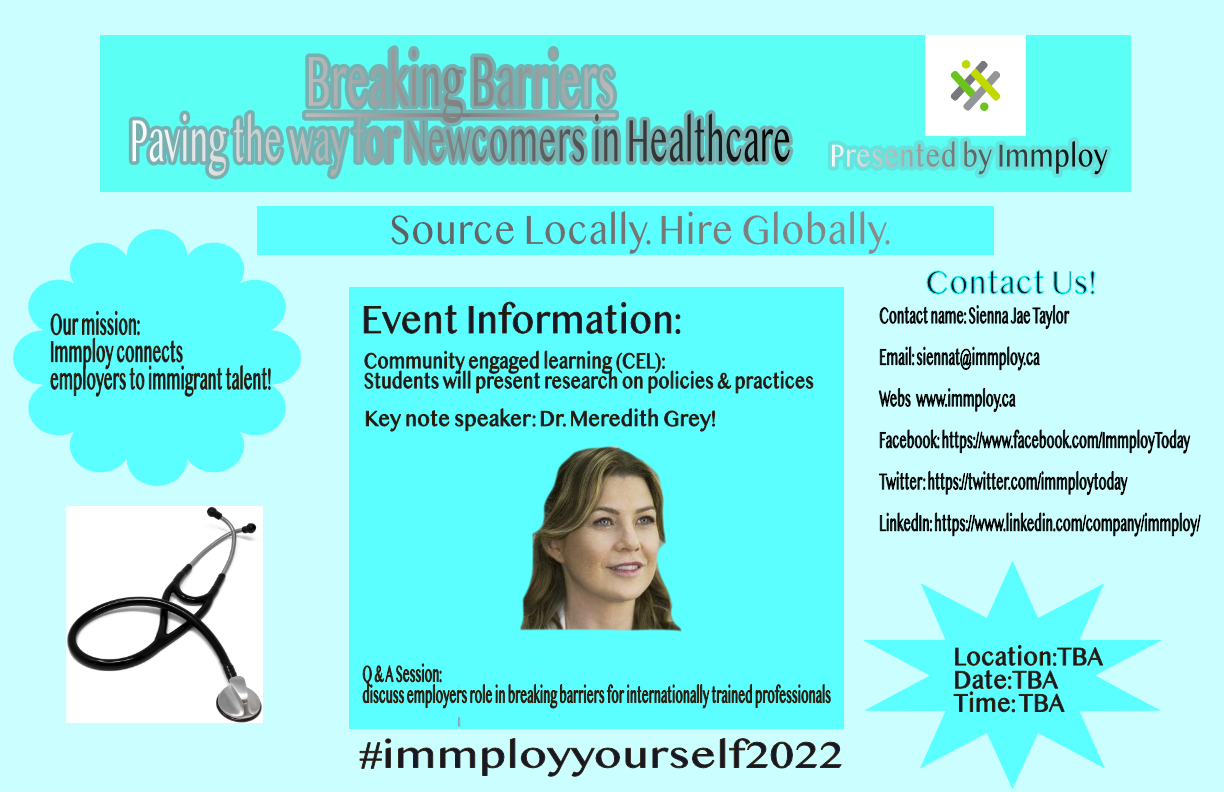 Breaking Barriers
Paving the way for Newcomers in Healthcare
Presented by Immploy
Source Locally. Hire Globally.
Our mission:
Immploy connects
employers to immigrant talent!
Event Information:
Community engaged learning (CEL):
Students will present research on policies & practices
Key note speaker: Dr. Meredith Grey!
Q & A Session:
discuss employers role in breaking barriers for internationally trained professionals
#immployyourself2022
Contact Us!
Contact name: Sienna Jae Taylor
Email: siennat@immploy.ca
Webs www.immploy.ca
Facebook: https://www.facebook.com/ImmployToday
Twitter: https://twitter.com/immploytoday
LinkedIn: https://www.linkedin.com/company/immploy/
Location:TBA
Date:TBA
Time: TBA